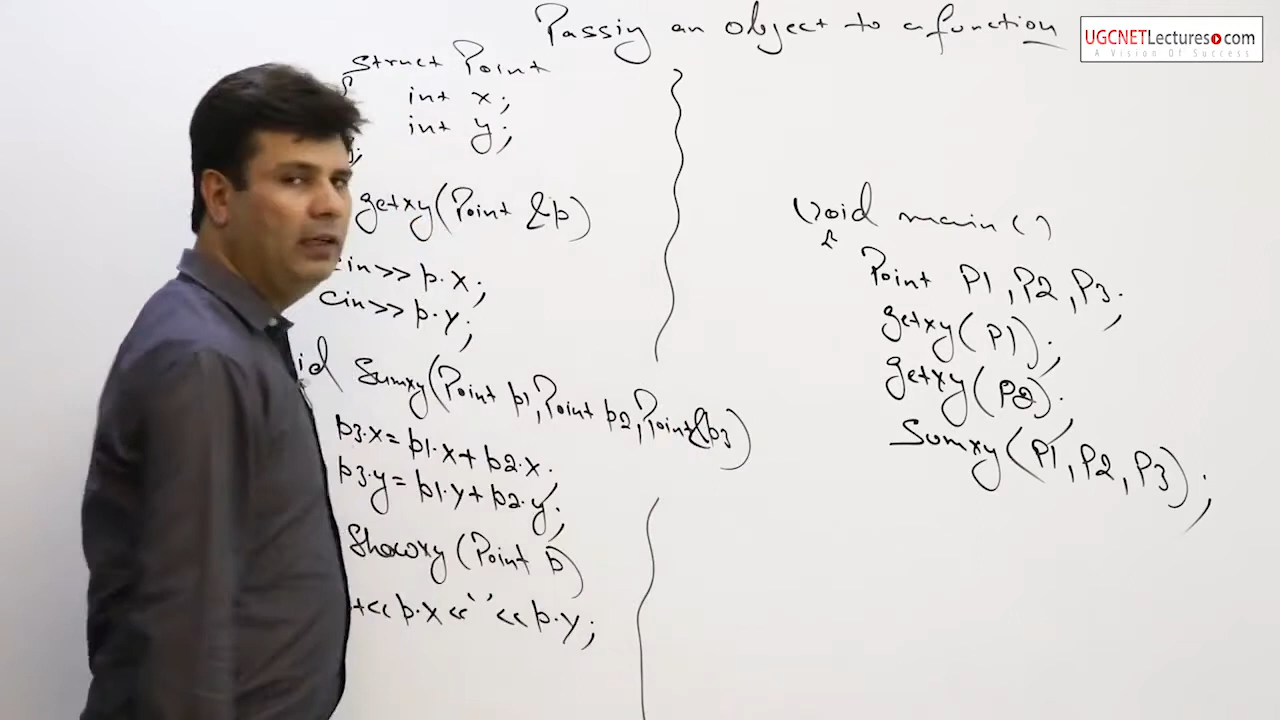 Passing an object to a function
UGCNETLectures.com
A Vision Of Success
struct Point
{
int x;
int y;
};
getxy(Point &p)
cin>> p.x;
cin>> p.y;
void Sumxy(Point p1, Point p2, Point &p3)
p3.x = p1.x + p2.x;
p3.y = p1.y + p2.y;
Showxy(Point p)
t<< p.x <<' ' << p.y;
void main()
{
Point P1, P2, P3;
getxy(P1);
getxy(P2);
Sumxy(P1, P2, P3);